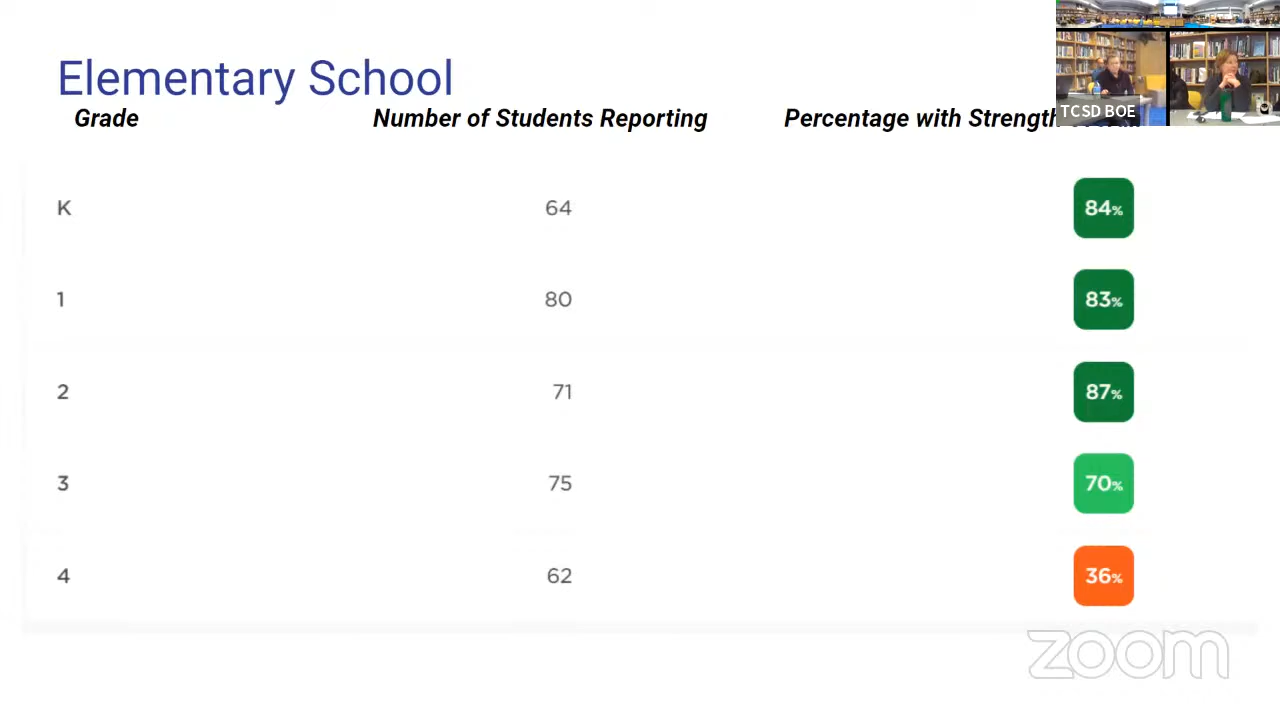 Elementary School
Grade Number of Students Reporting Percentage with Strength
TCSD BOE
K 64 84%
1 80 83%
2 71 87%
3 75 70%
4 62 36%
zoom